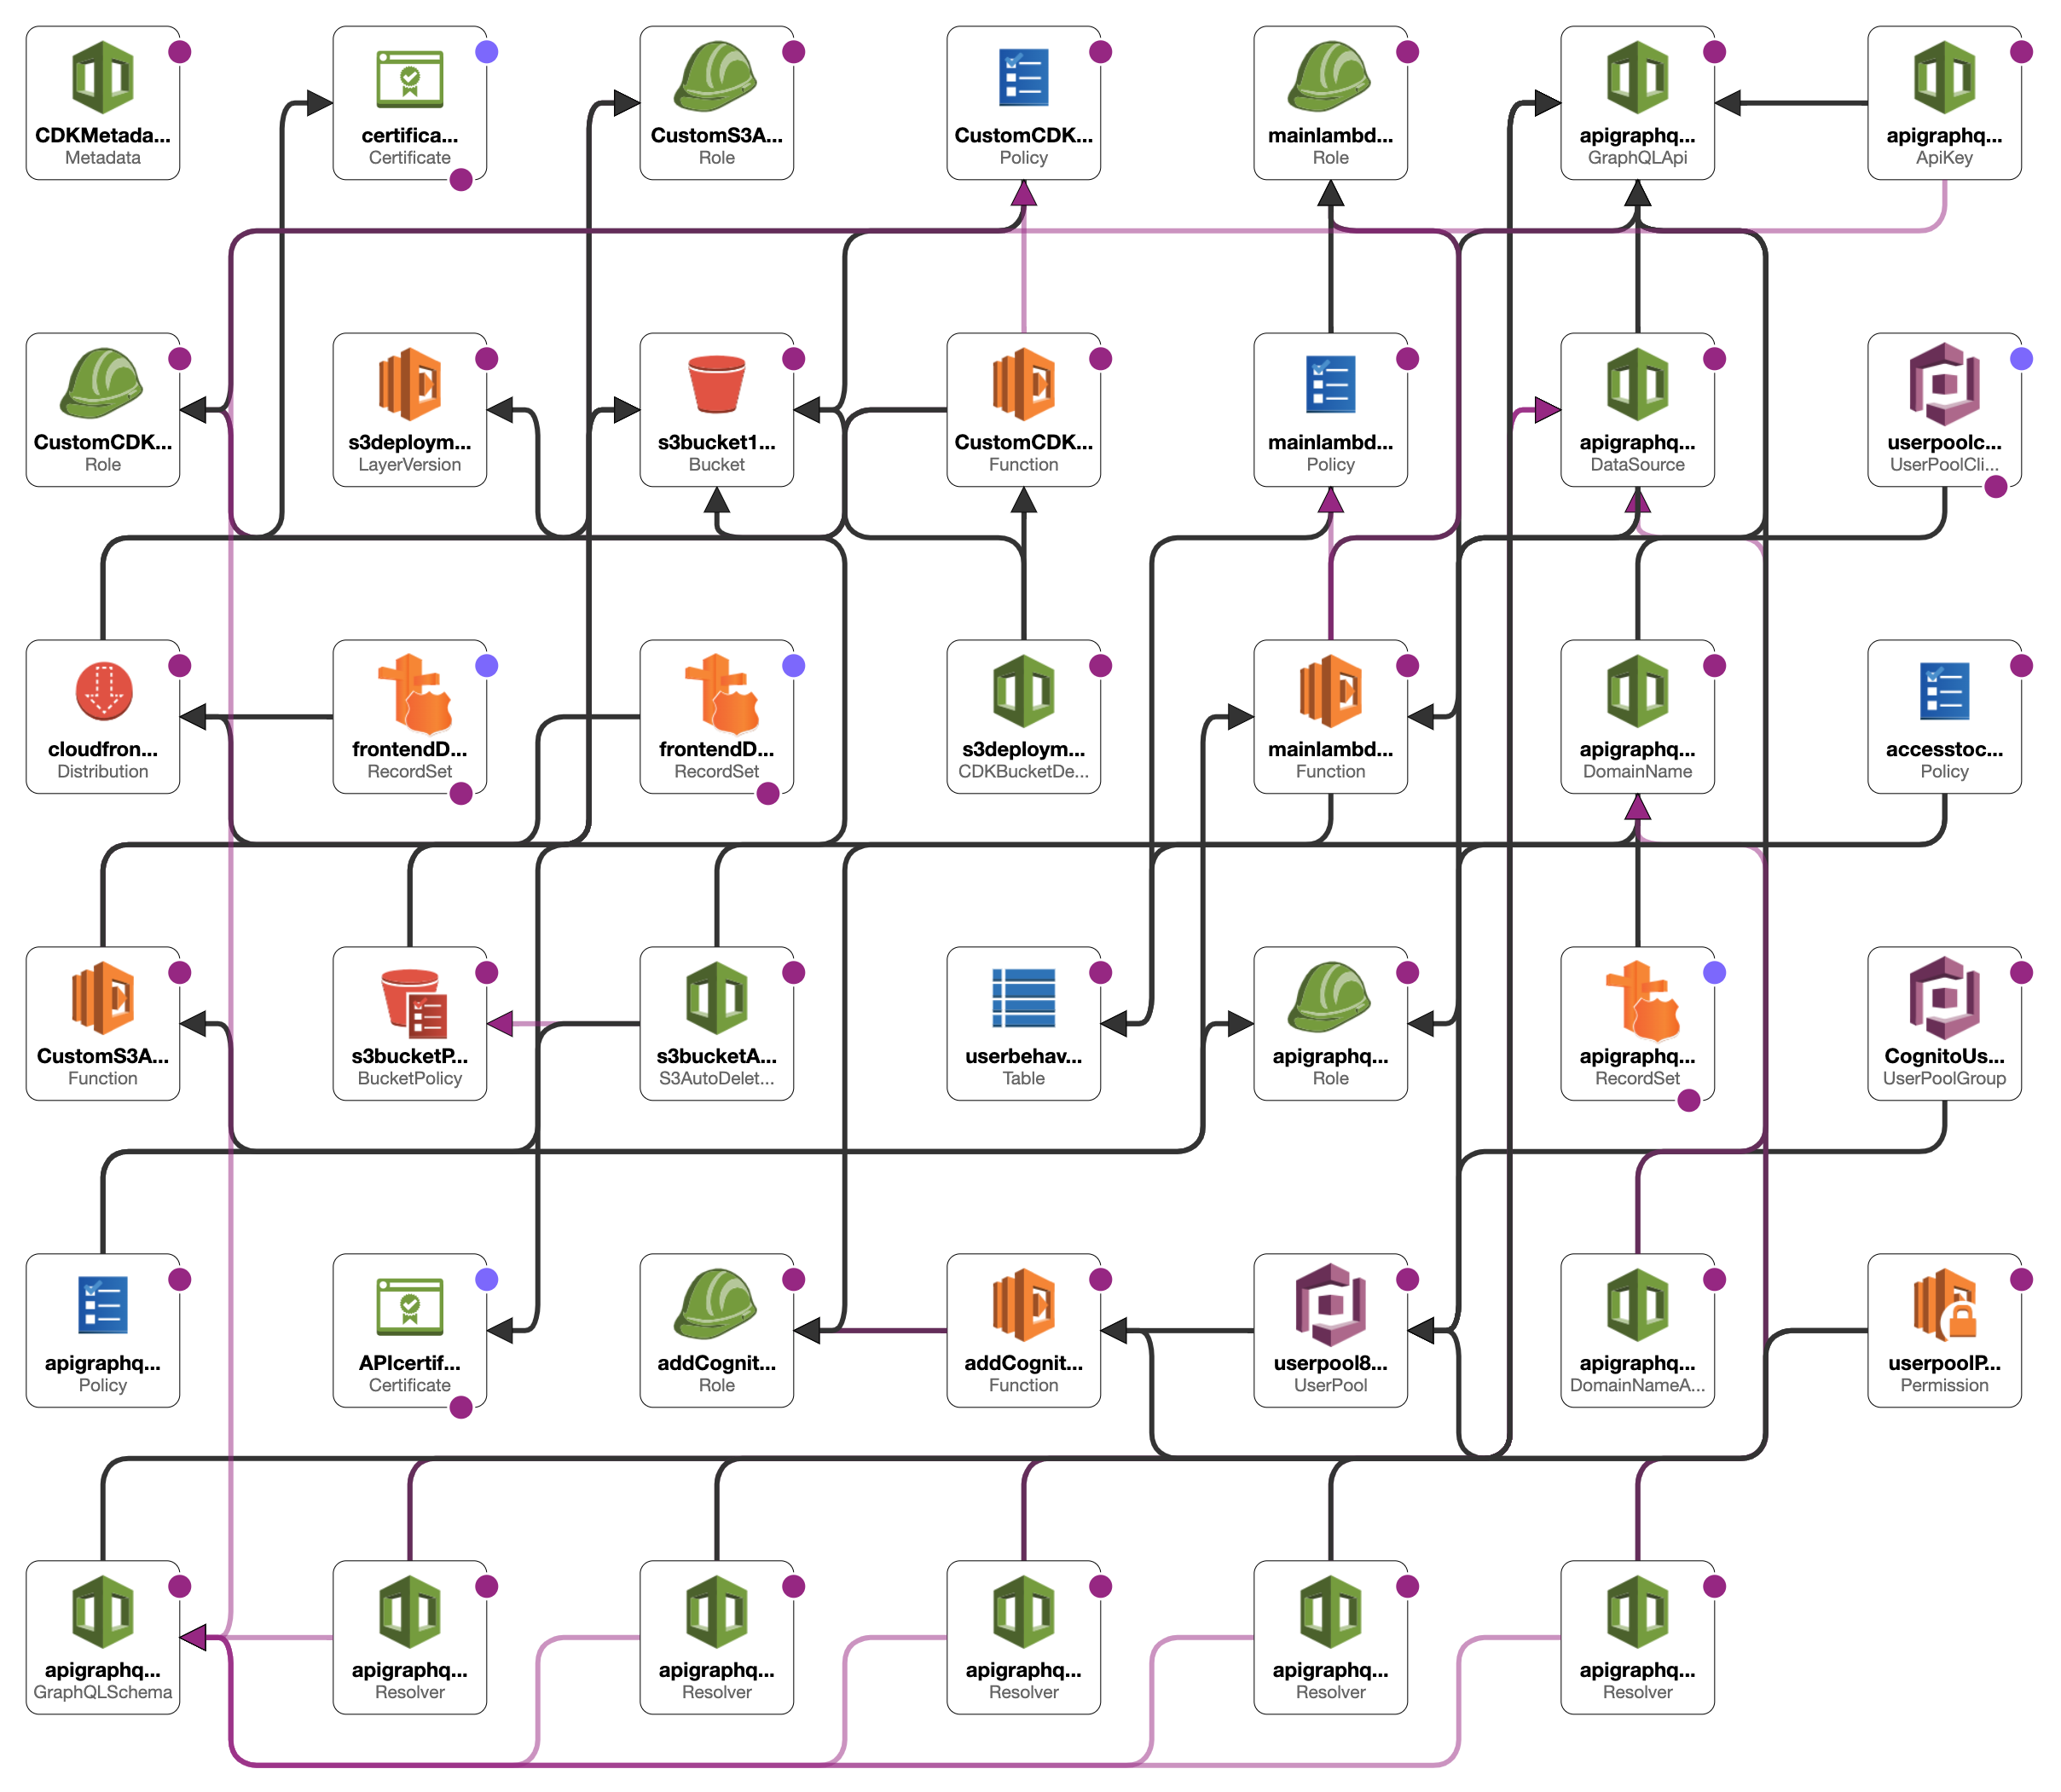 CDKMetada...
Metadata
certifica...
Certificate
CustomS3A...
Role
CustomCDK...
Policy
mainlambd...
Role
apigraphq...
GraphQLApi
apigraphq...
ApiKey
CustomCDK...
Role
s3deploym...
LayerVersion
s3bucket1...
Bucket
CustomCDK...
Function
mainlambd...
Policy
apigraphq...
DataSource
userpoolc...
UserPoolCli...
cloudfron...
Distribution
frontendD...
RecordSet
frontendD...
RecordSet
s3deploym...
CDKBucketDe...
mainlambd...
Function
apigraphq...
DomainName
accesstoc...
Policy
CustomS3A...
Function
s3bucketP...
BucketPolicy
s3bucketA...
S3AutoDelet...
userbehav...
Table
apigraphq...
Role
apigraphq...
RecordSet
CognitoUs...
UserPoolGroup
apigraphq...
Policy
APIcertif...
Certificate
addCognit...
Role
addCognit...
Function
userpool8...
UserPool
apigraphq...
DomainNameA...
userpoolP...
Permission
apigraphq...
GraphQLSchema
apigraphq...
Resolver
apigraphq...
Resolver
apigraphq...
Resolver
apigraphq...
Resolver
apigraphq...
Resolver